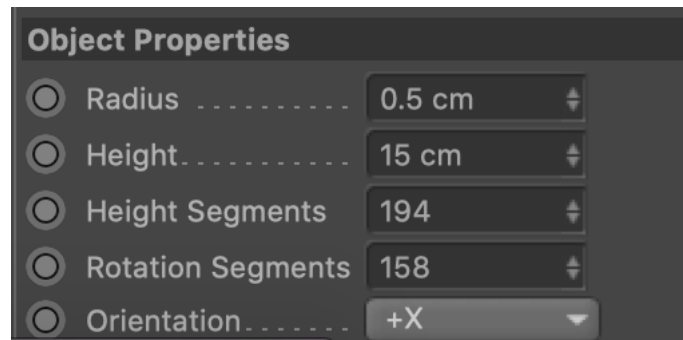 Object Properties
Radius 0.5 cm
Height 15 cm
Height Segments 194
Rotation Segments 158
Orientation +X